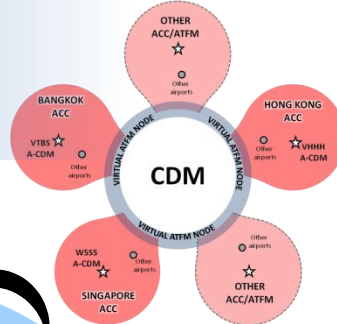 OTHER
ACC/ATFM
Other
airports
BANGKOK
ACC
VTBS
A-CDM
Other
airports
HONG KONG
ACC
Other
airports
VHHH
A-CDM
VIRTUAL ATFM NODE
VIRTUAL ATFM NODE
CDM
VIRTUAL ATFM NODE
WSSS
A-CDM
Other
airports
SINGAPORE
ACC
Other
airports
OTHER
ACC/ATFM